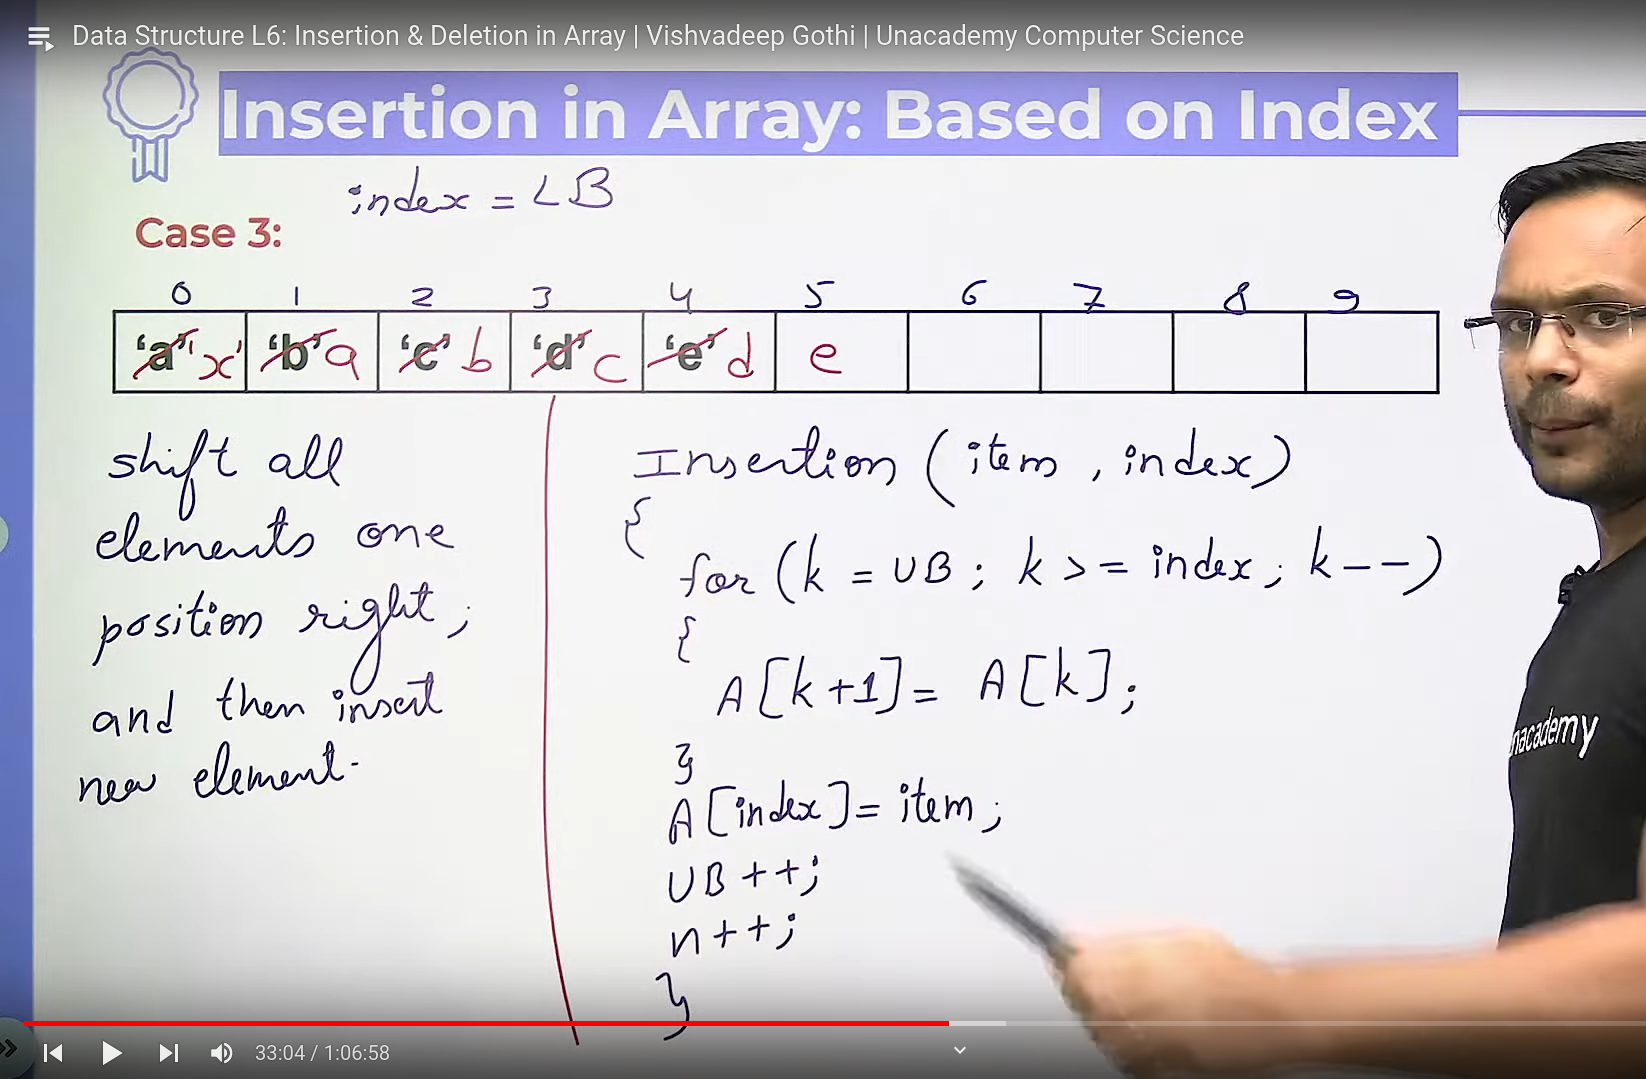 Data Structure L6: Insertion & Deletion in Array | Vishvadeep Gothi | Unacademy Computer Science
Insertion in Array: Based on Index
index = LB
Case 3:
0 1 2 3 4 5 6 7 8 9
'a' 'x' 'b' a 'c' b 'd' c 'e' d e
shift all
elements one
position right;
and then insert
new element.
Insertion (item, index)
{
for (k = UB; k >= index; k--)
{
A[k+1] = A[k];
}
A[index] = item;
UB++;
n++;
}
nacademy
33:04 / 1:06:58